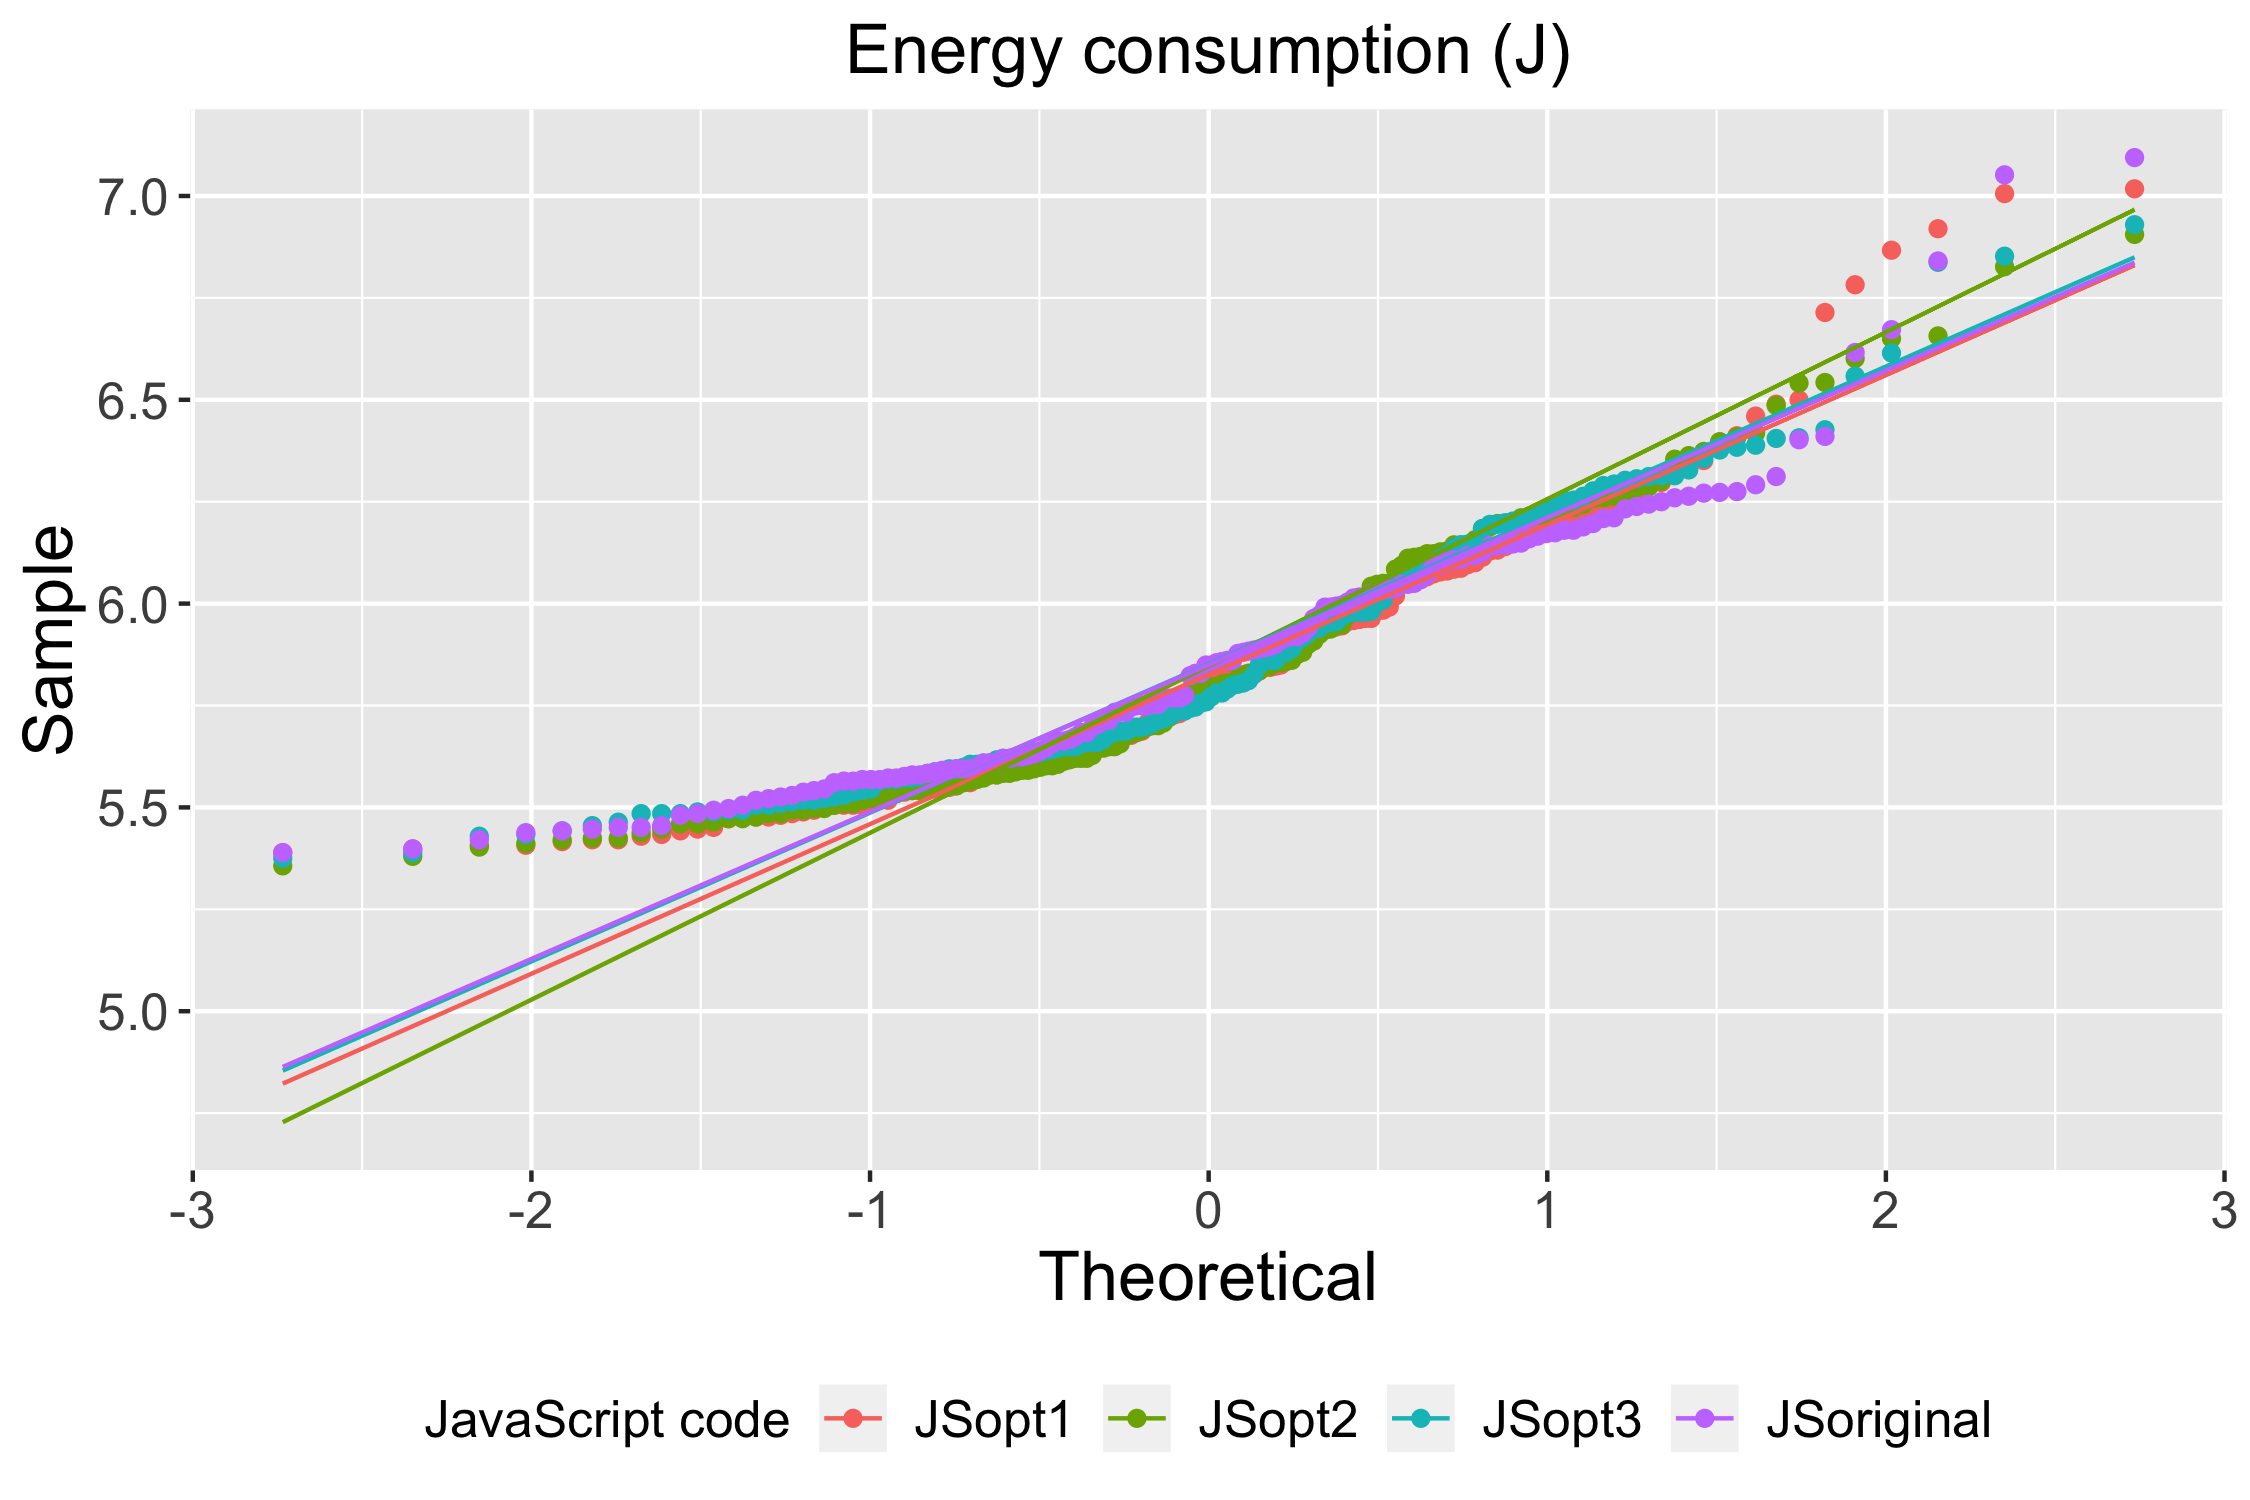 Energy consumption (J)
Sample
7.0
6.5
6.0
5.5
5.0
-3 -2 -1 0 1 2 3
Theoretical
JavaScript code JSopt1 JSopt2 JSopt3 JSoriginal